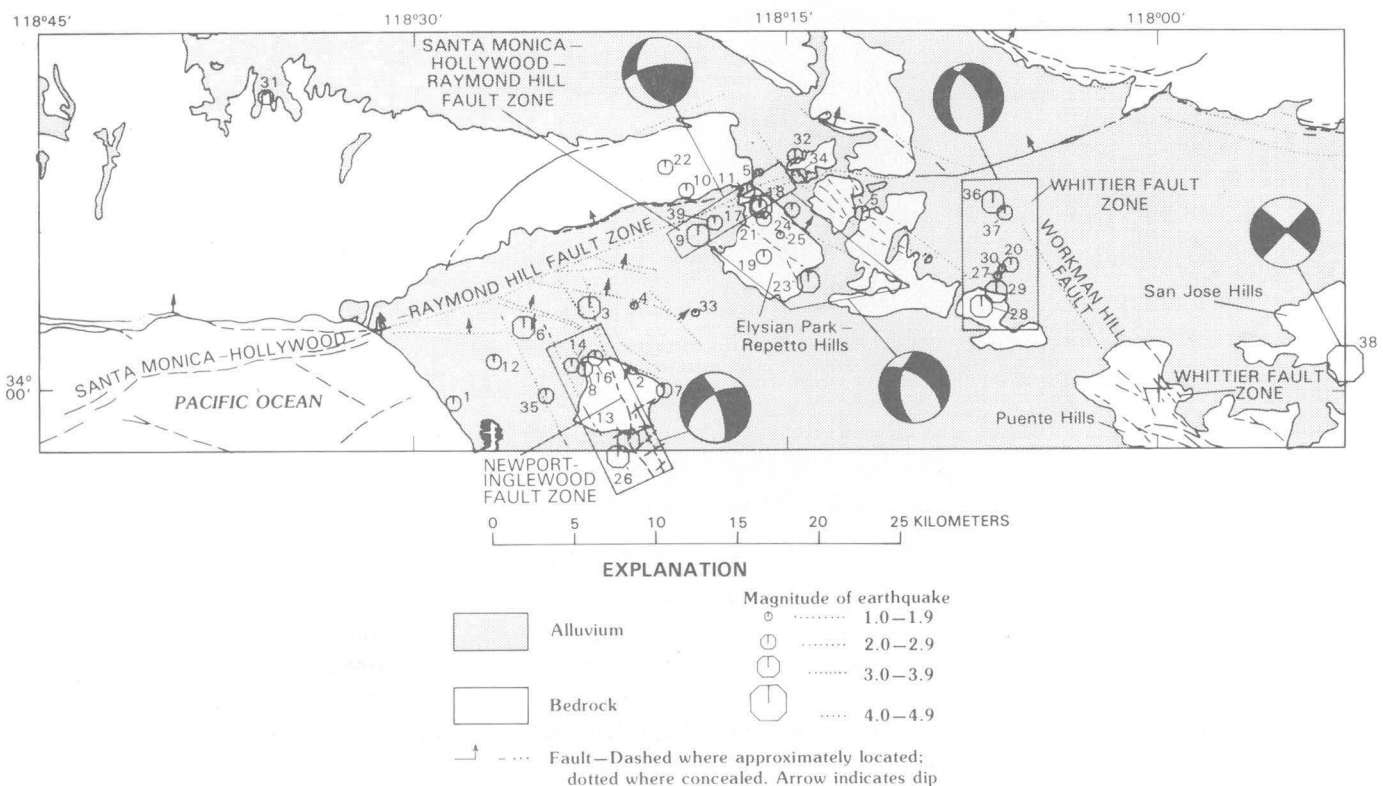 118°45'
118°30'
118°15'
118°00'
SANTA MONICA—
HOLLYWOOD—
RAYMOND HILL
FAULT ZONE
31
32
34
22
10
11
5
18
5
36
WHITTIER FAULT
ZONE
37
39
17
9
21
24
25
20
30
27
19
29
23
28
WORKMAN HILL
FAULT
San Jose Hills
RAYMOND HILL FAULT ZONE
4
33
3
6
Elysian Park—
Repetto Hills
38
SANTA MONICA-HOLLYWOOD
12
14
16
2
8
7
34°
00'
PACIFIC OCEAN
1
35
13
WHITTIER FAULT
ZONE
Puente Hills
26
NEWPORT-
INGLEWOOD
FAULT ZONE
0 5 10 15 20 25 KILOMETERS
EXPLANATION
Magnitude of earthquake
1.0—1.9
Alluvium
2.0—2.9
3.0—3.9
Bedrock
4.0—4.9
Fault—Dashed where approximately located;
dotted where concealed. Arrow indicates dip